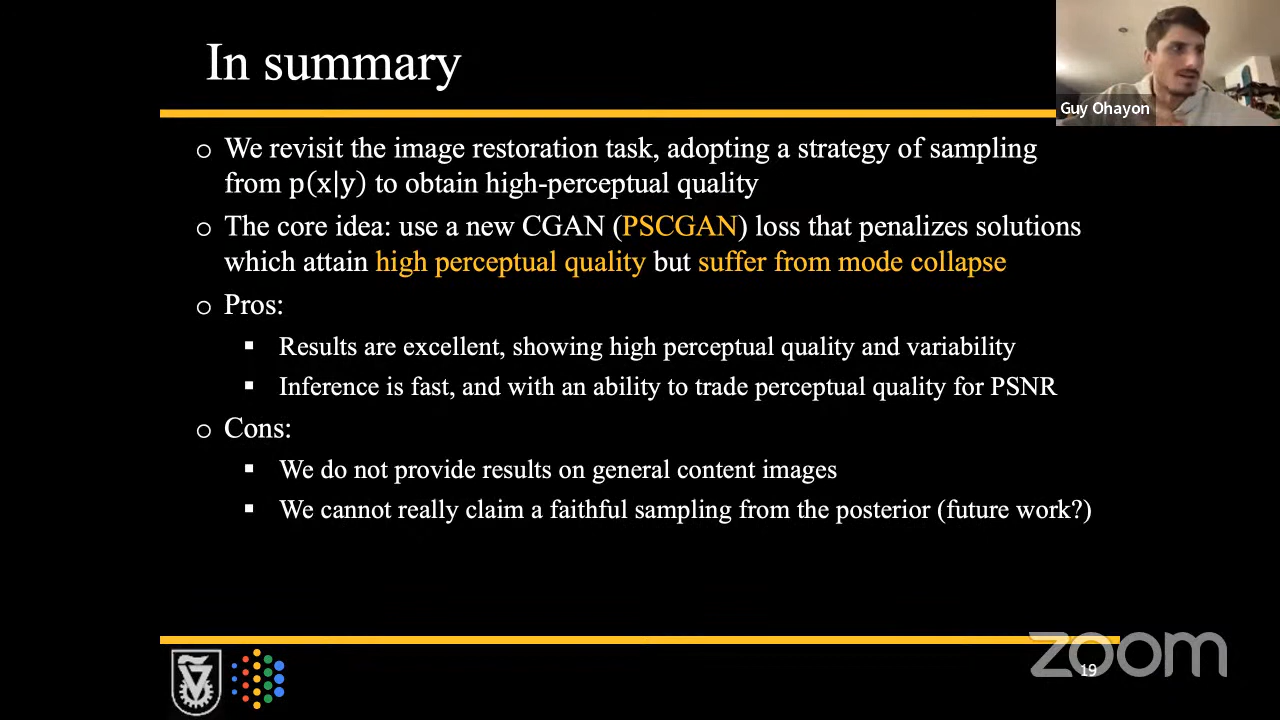 In summary
Guy Ohayon
o We revisit the image restoration task, adopting a strategy of sampling
from p(x|y) to obtain high-perceptual quality
o The core idea: use a new CGAN (PSCGAN) loss that penalizes solutions
which attain high perceptual quality but suffer from mode collapse
o Pros:
▪ Results are excellent, showing high perceptual quality and variability
▪ Inference is fast, and with an ability to trade perceptual quality for PSNR
o Cons:
▪ We do not provide results on general content images
▪ We cannot really claim a faithful sampling from the posterior (future work?)
zoom
19